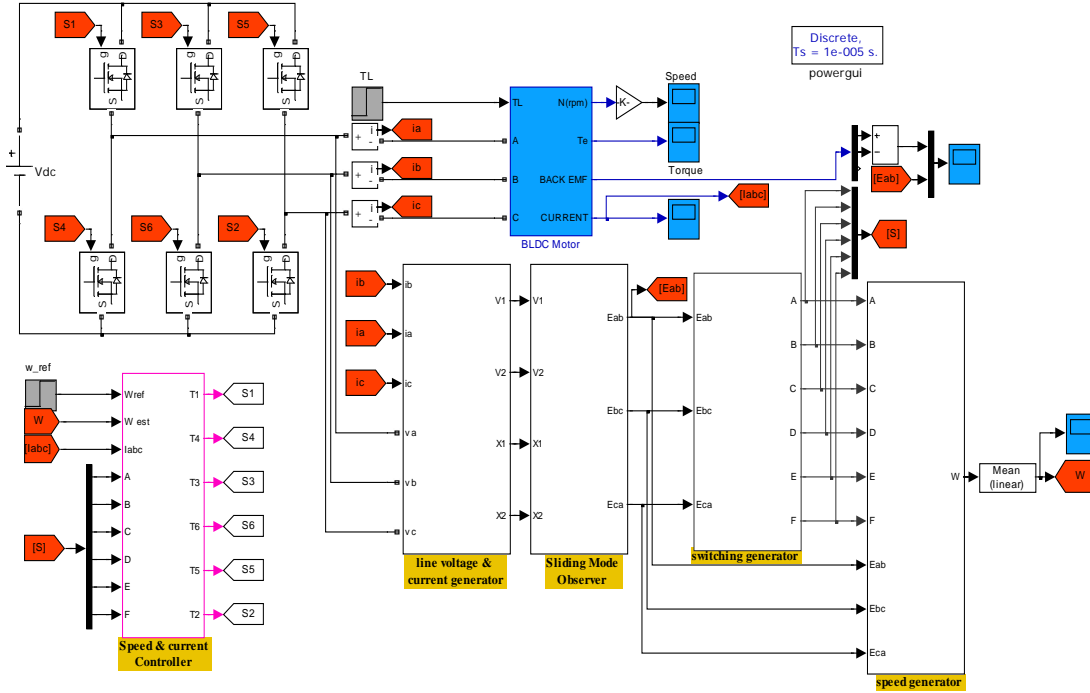 S1
S3
S5
Discrete,
Ts = 1e-005 s.
powergui
g
D
S
g
D
S
g
D
S
+
Vdc
TL
Speed
TL
N(rpm)
-K-
i
+
-
ia
A
Te
Torque
i
+
-
ib
B
BACK EMF
i
+
-
ic
C
CURRENT
[Iabc]
BLDC Motor
+
−
[Eab]
[S]
S4
S6
S2
g
D
S
g
D
S
g
D
S
ib
ia
ic
ib
ia
ic
va
vb
vc
V1
V2
X1
X2
line voltage &
current generator
V1
V2
X1
X2
Eab
Ebc
Eca
Sliding Mode
Observer
[Eab]
Eab
Ebc
Eca
A
B
C
D
E
F
switching generator
A
B
C
D
E
F
Eab
Ebc
Eca
W
speed generator
Mean
(linear)
W
w_ref
W
[Iabc]
[S]
Wref
W est
Iabc
A
B
C
D
E
F
T1
T4
T3
T6
T5
T2
S1
S4
S3
S6
S5
S2
Speed & current
Controller